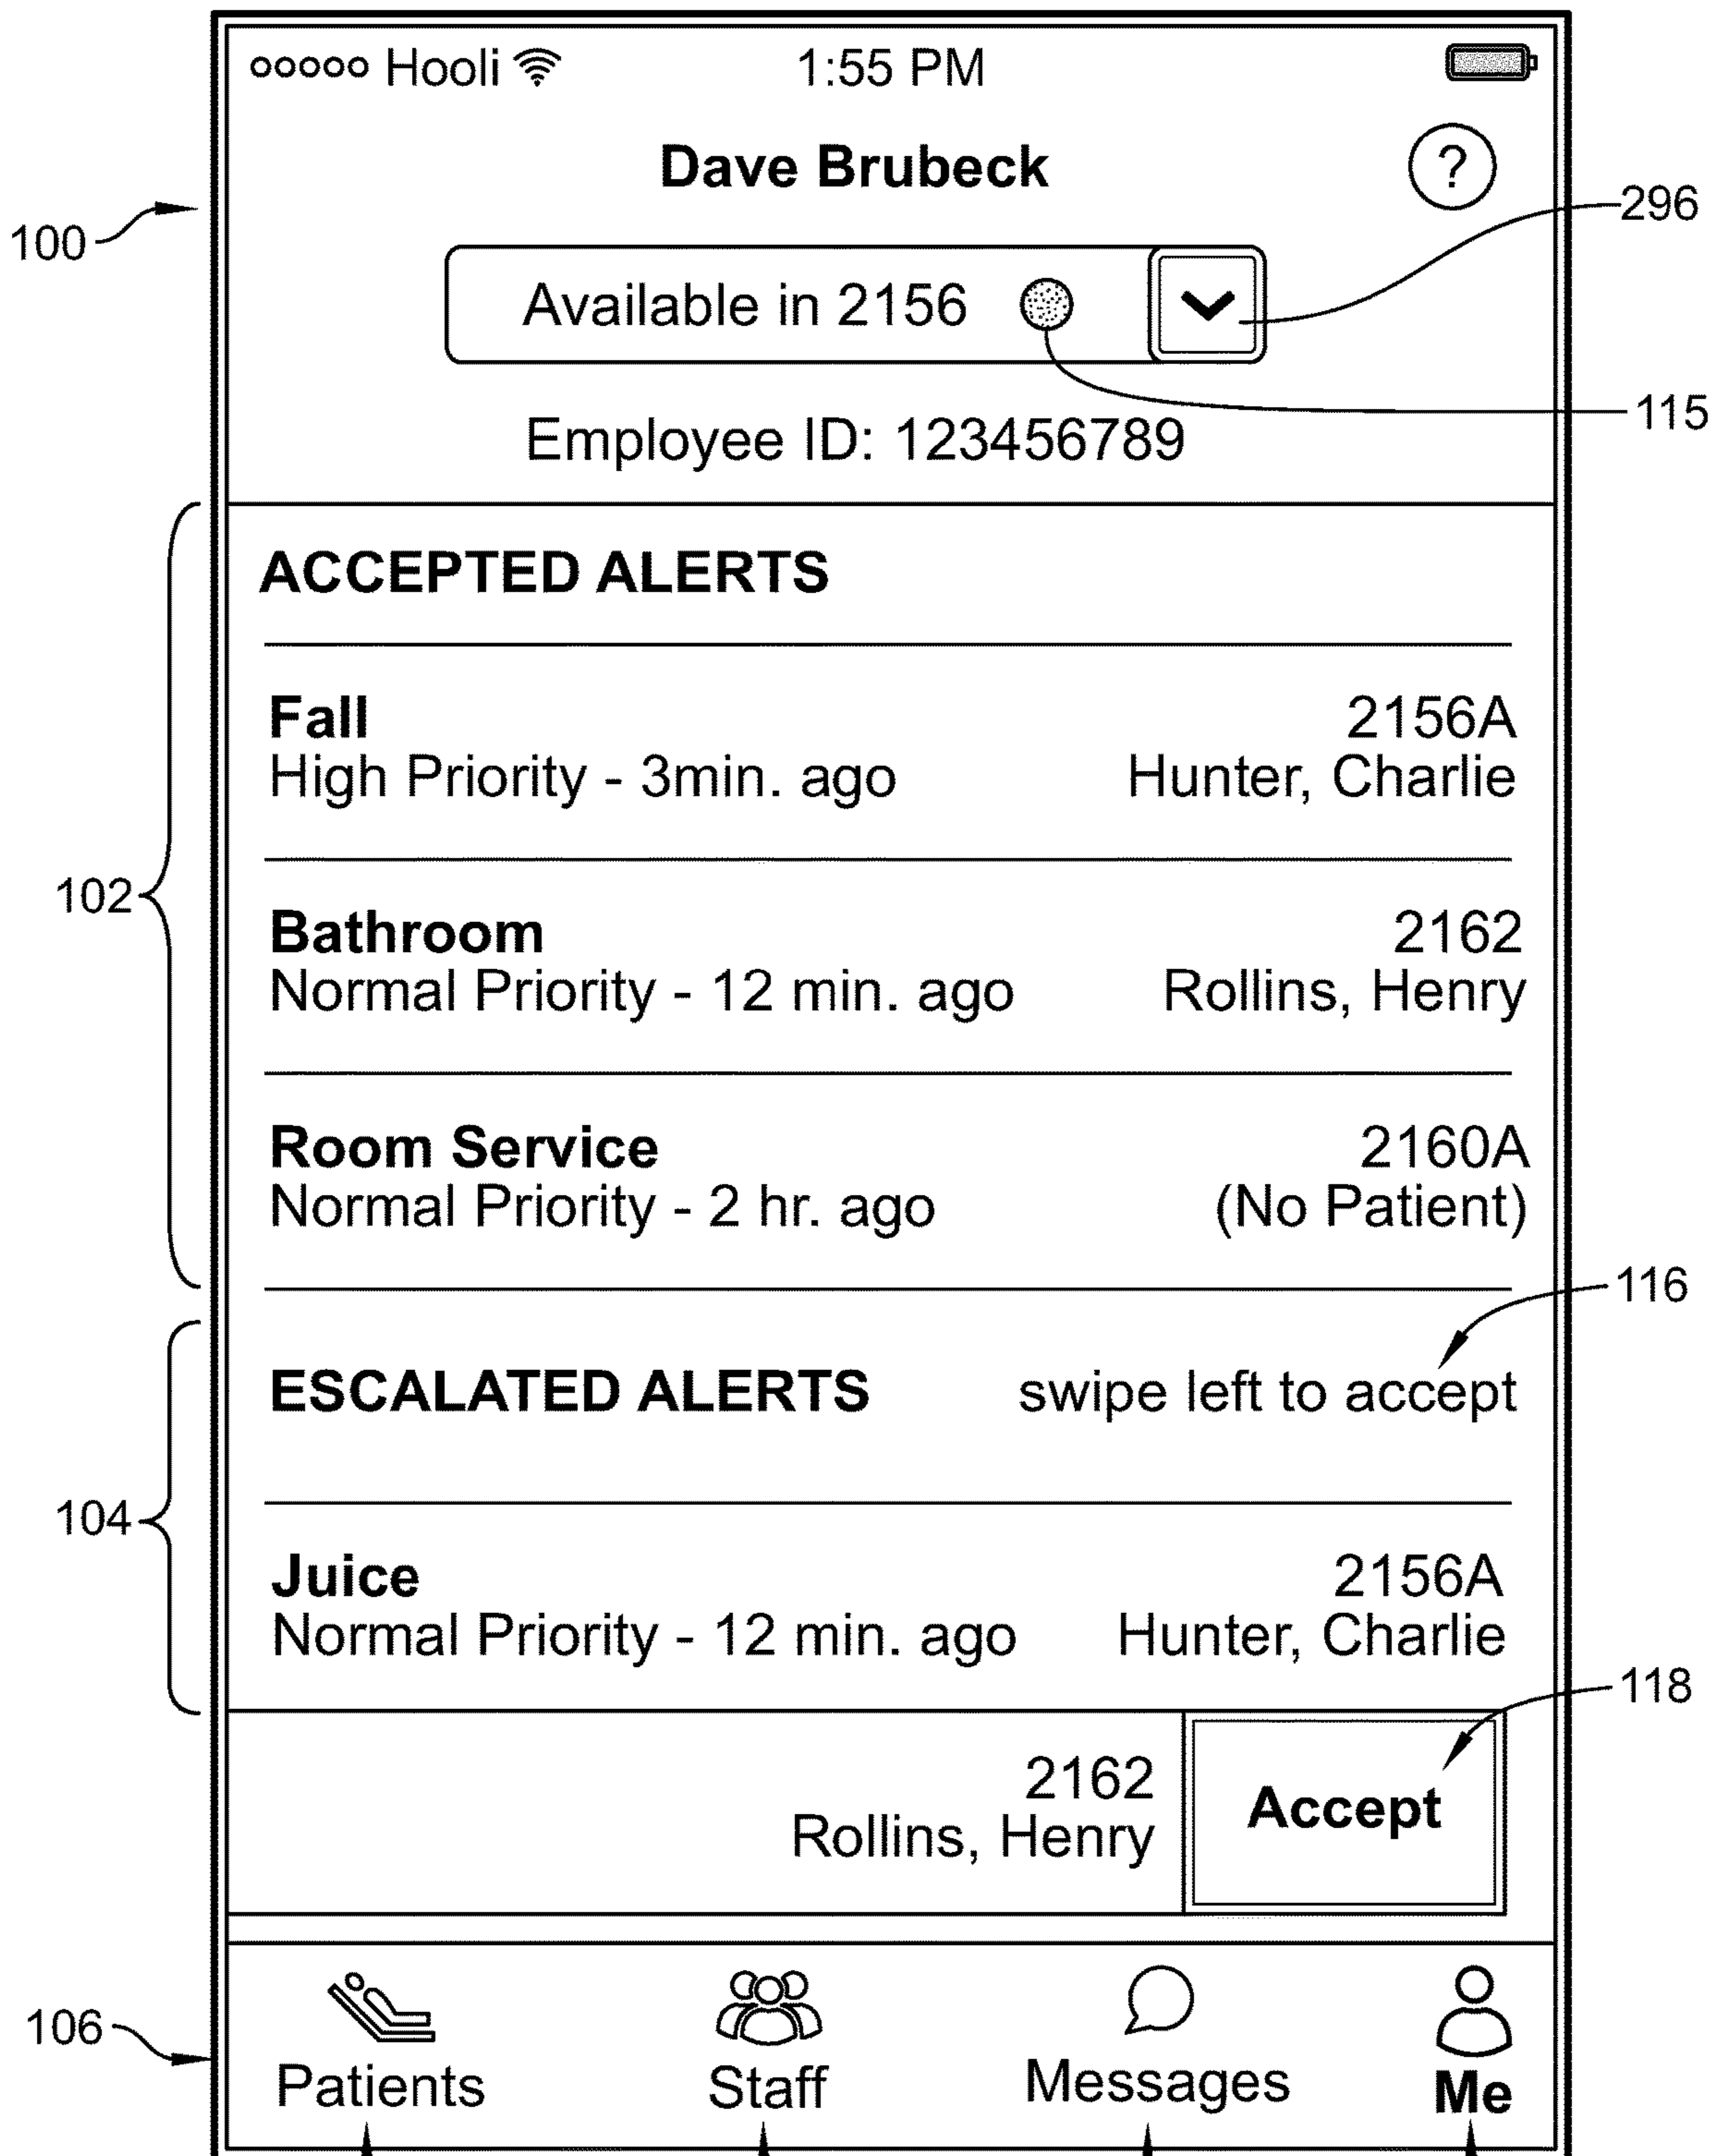 ooooo Hooli 1:55 PM
Dave Brubeck ?
100
296
Available in 2156
115
Employee ID: 123456789
ACCEPTED ALERTS
Fall 2156A
High Priority - 3min. ago Hunter, Charlie
102
Bathroom 2162
Normal Priority - 12 min. ago Rollins, Henry
Room Service 2160A
Normal Priority - 2 hr. ago (No Patient)
116
ESCALATED ALERTS swipe left to accept
104
Juice 2156A
Normal Priority - 12 min. ago Hunter, Charlie
118
2162
Rollins, Henry
Accept
106
Patients Staff Messages Me